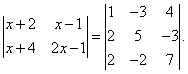 |x+2 x−1| = |1 −3 4|
|x+4 2x−1| |2 5 −3|
|2 −2 7|.